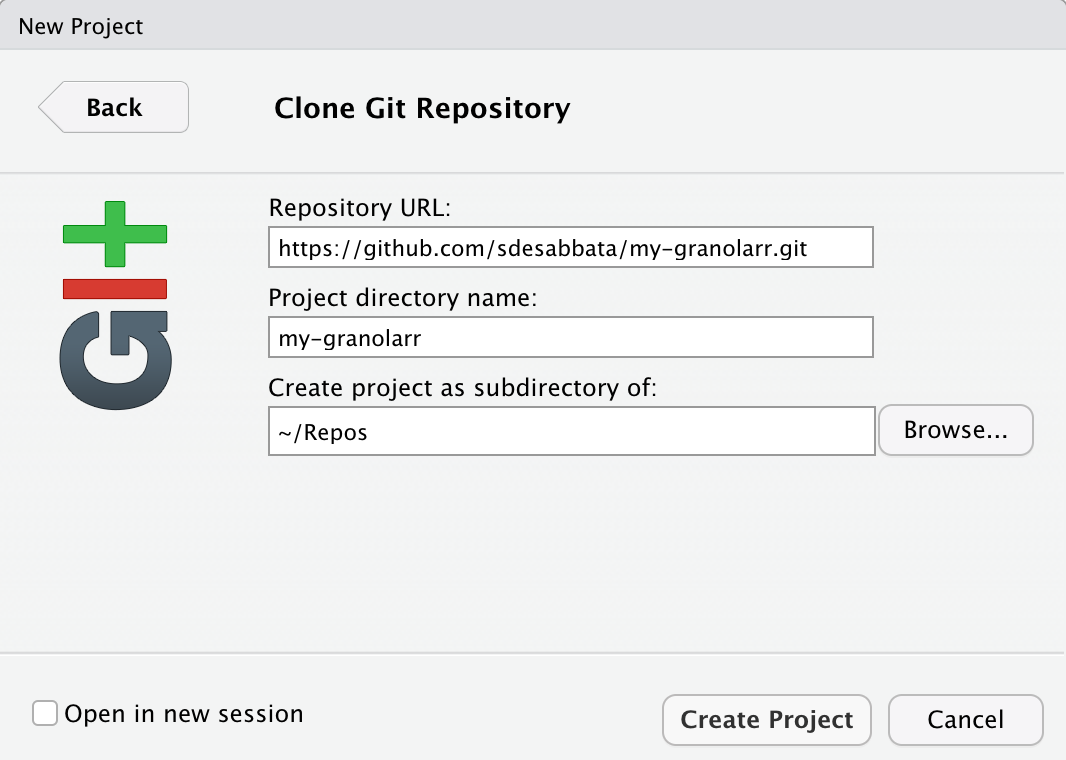 New Project
Back
Clone Git Repository
Repository URL:
https://github.com/sdesabbata/my-granolarr.git
Project directory name:
my-granolarr
Create project as subdirectory of:
~/Repos
Browse...
GIT
Open in new session
Create Project
Cancel